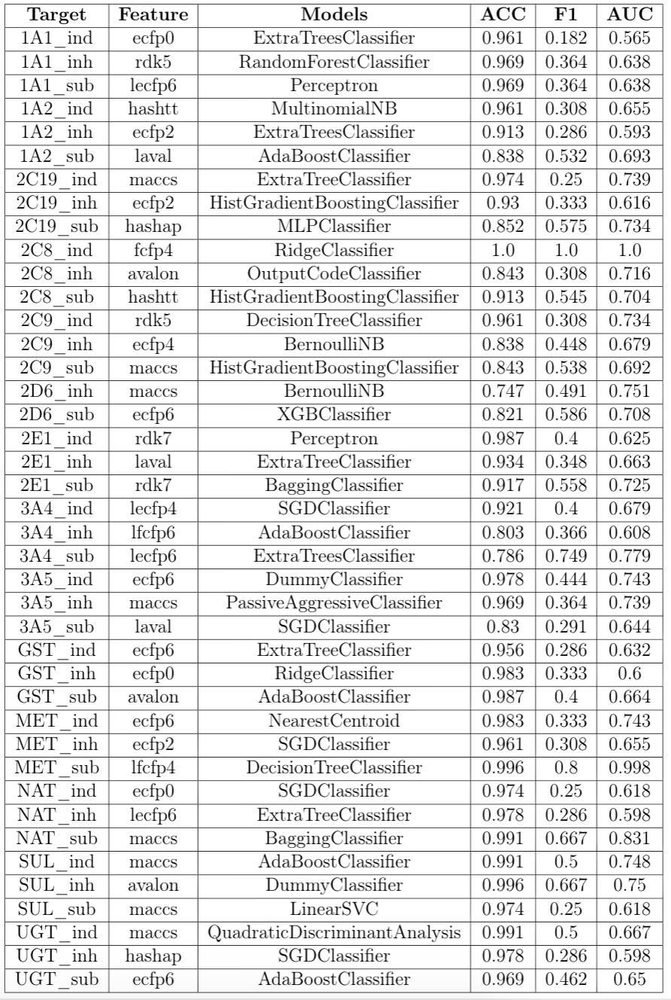 Target Feature Models ACC F1 AUC
1A1_ind ecfp0 ExtraTreesClassifier 0.961 0.182 0.565
1A1_inh rdk5 RandomForestClassifier 0.969 0.364 0.638
1A1_sub lecfp6 Perceptron 0.969 0.364 0.638
1A2_ind hashtt MultinomialNB 0.961 0.308 0.655
1A2_inh ecfp2 ExtraTreesClassifier 0.913 0.286 0.593
1A2_sub laval AdaBoostClassifier 0.838 0.532 0.693
2C19_ind maccs ExtraTreeClassifier 0.974 0.25 0.739
2C19_inh ecfp2 HistGradientBoostingClassifier 0.93 0.333 0.616
2C19_sub hashap MLPClassifier 0.852 0.575 0.734
2C8_ind fcfp4 RidgeClassifier 1.0 1.0 1.0
2C8_inh avalon OutputCodeClassifier 0.843 0.308 0.716
2C8_sub hashtt HistGradientBoostingClassifier 0.913 0.545 0.704
2C9_ind rdk5 DecisionTreeClassifier 0.961 0.308 0.734
2C9_inh ecfp4 BernoulliNB 0.838 0.448 0.679
2C9_sub maccs HistGradientBoostingClassifier 0.843 0.538 0.692
2D6_inh maccs BernoulliNB 0.747 0.491 0.751
2D6_sub ecfp6 XGBClassifier 0.821 0.586 0.708
2E1_ind rdk7 Perceptron 0.987 0.4 0.625
2E1_inh laval ExtraTreeClassifier 0.934 0.348 0.663
2E1_sub rdk7 BaggingClassifier 0.917 0.558 0.725
3A4_ind lecfp4 SGDClassifier 0.921 0.4 0.679
3A4_inh lfcfp6 AdaBoostClassifier 0.803 0.366 0.608
3A4_sub lecfp6 ExtraTreesClassifier 0.786 0.749 0.779
3A5_ind ecfp6 DummyClassifier 0.978 0.444 0.743
3A5_inh maccs PassiveAggressiveClassifier 0.969 0.364 0.739
3A5_sub laval SGDClassifier 0.83 0.291 0.644
GST_ind ecfp6 ExtraTreeClassifier 0.956 0.286 0.632
GST_inh ecfp0 RidgeClassifier 0.983 0.333 0.6
GST_sub avalon AdaBoostClassifier 0.987 0.4 0.664
MET_ind ecfp6 NearestCentroid 0.983 0.333 0.743
MET_inh ecfp2 SGDClassifier 0.961 0.308 0.655
MET_sub lfcfp4 DecisionTreeClassifier 0.996 0.8 0.998
NAT_ind ecfp0 SGDClassifier 0.974 0.25 0.618
NAT_inh lecfp6 ExtraTreeClassifier 0.978 0.286 0.598
NAT_sub maccs BaggingClassifier 0.991 0.667 0.831
SUL_ind maccs AdaBoostClassifier 0.991 0.5 0.748
SUL_inh avalon DummyClassifier 0.996 0.667 0.75
SUL_sub maccs LinearSVC 0.974 0.25 0.618
UGT_ind maccs QuadraticDiscriminantAnalysis 0.991 0.5 0.667
UGT_inh hashap SGDClassifier 0.978 0.286 0.598
UGT_sub ecfp6 AdaBoostClassifier 0.969 0.462 0.65